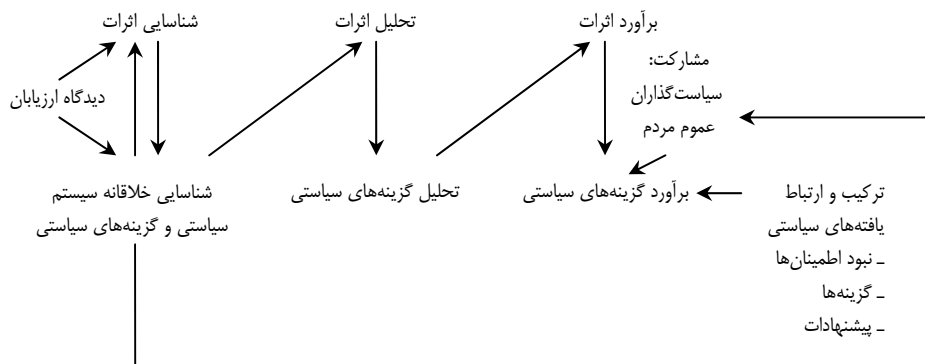 شناسایی اثرات
تحلیل اثرات
برآورد اثرات
دیدگاه ارزیابان
مشارکت:
سیاست‌گذاران
عموم مردم
شناسایی خلاقانه سیستم
سیاستی و گزینه‌های سیاستی
تحلیل گزینه‌های سیاستی
برآورد گزینه‌های سیاستی
ترکیب و ارتباط
یافته‌های سیاستی
ـ نبود اطمینان‌ها
ـ گزینه‌ها
ـ پیشنهادات